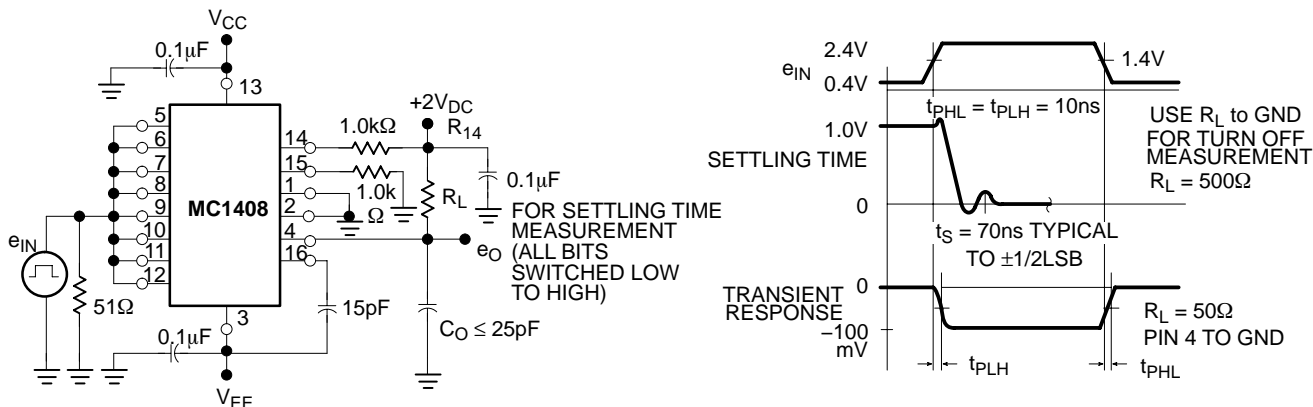 VCC
0.1μF
13
5
6
7
8
9
10
11
12
MC1408
14
15
1
2
4
16
3
1.0kΩ
1.0k
Ω
+2VDC
R14
RL
0.1μF
eO
FOR SETTLING TIME
MEASUREMENT
(ALL BITS
SWITCHED LOW
TO HIGH)
eIN
51Ω
15pF
CO ≤ 25pF
0.1μF
VEE
2.4V
eIN
0.4V
1.4V
tPHL = tPLH = 10ns
1.0V
SETTLING TIME
0
USE RL to GND
FOR TURN OFF
MEASUREMENT
RL = 500Ω
tS = 70ns TYPICAL
TO ±1/2LSB
TRANSIENT
RESPONSE
0
−100
mV
RL = 50Ω
PIN 4 TO GND
tPLH
tPHL